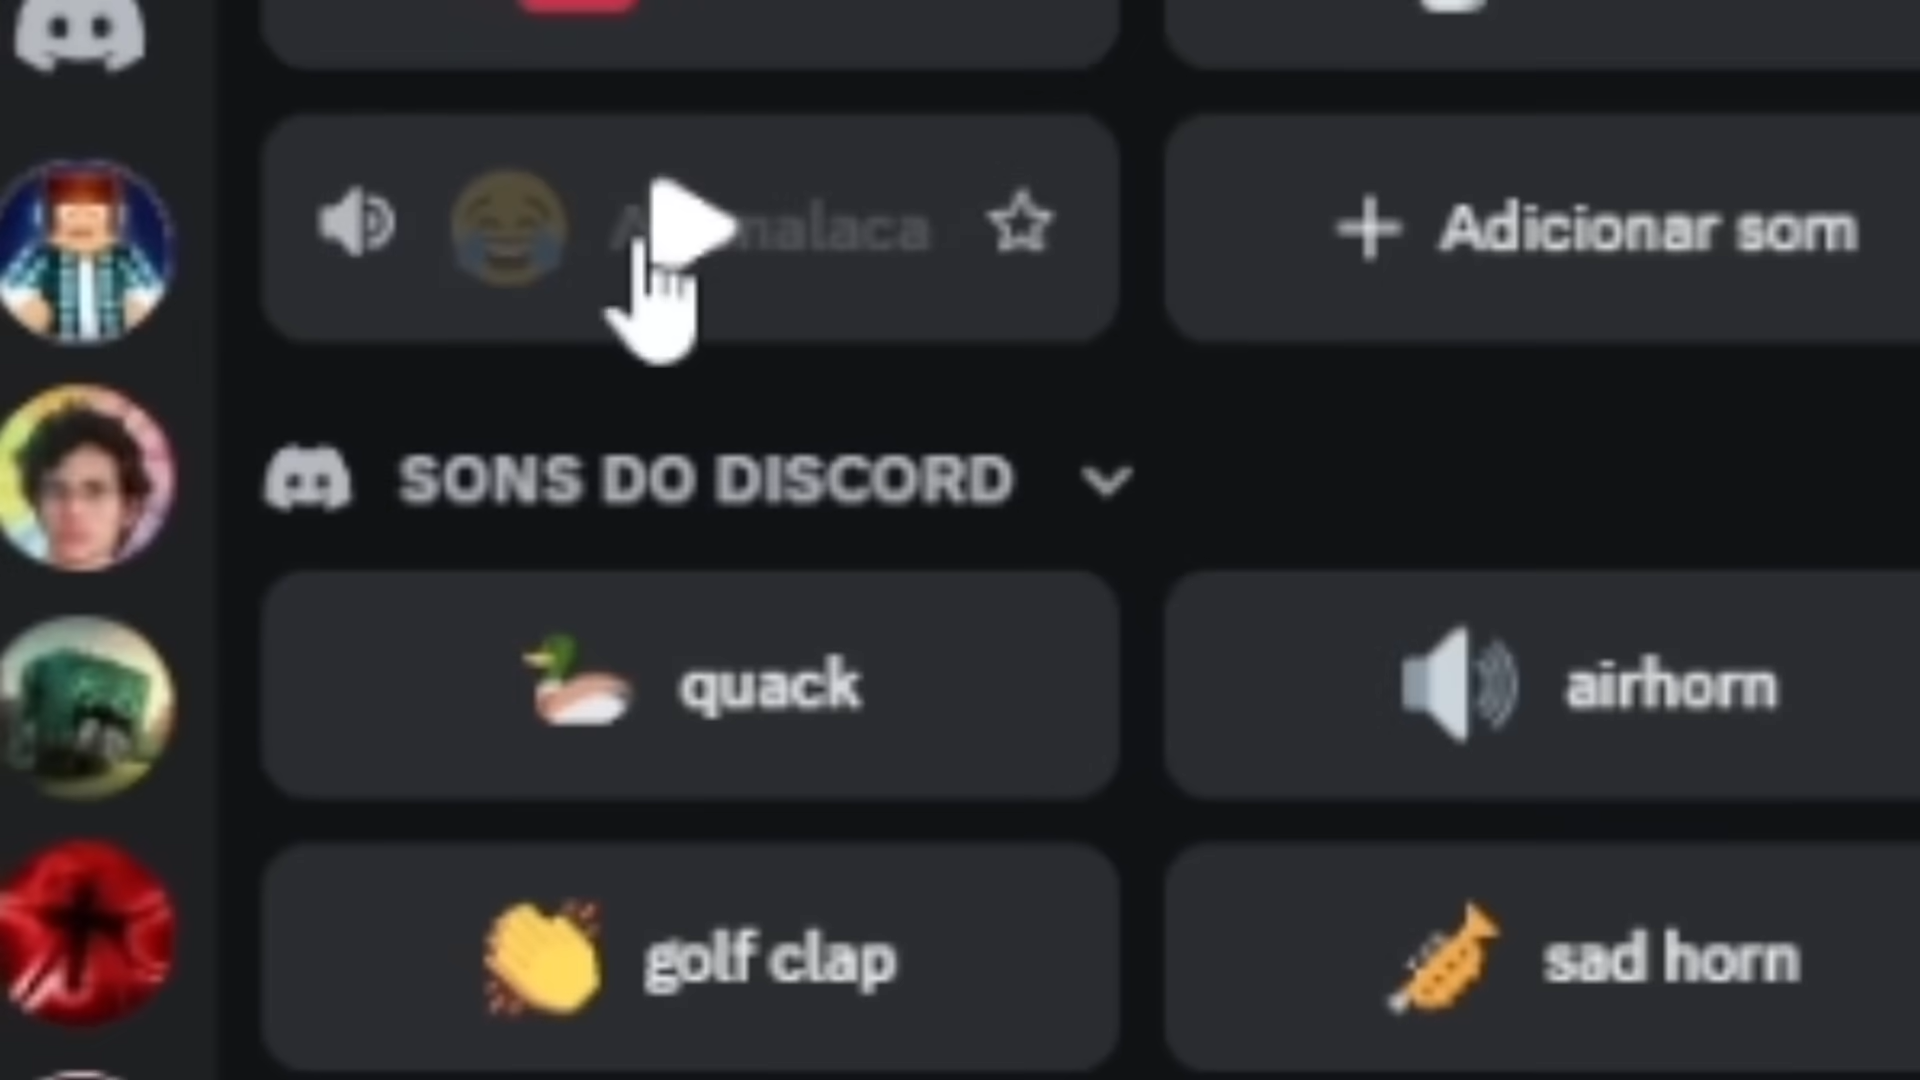 Adicionar som
SONS DO DISCORD
quack
airhorn
golf clap
sad horn